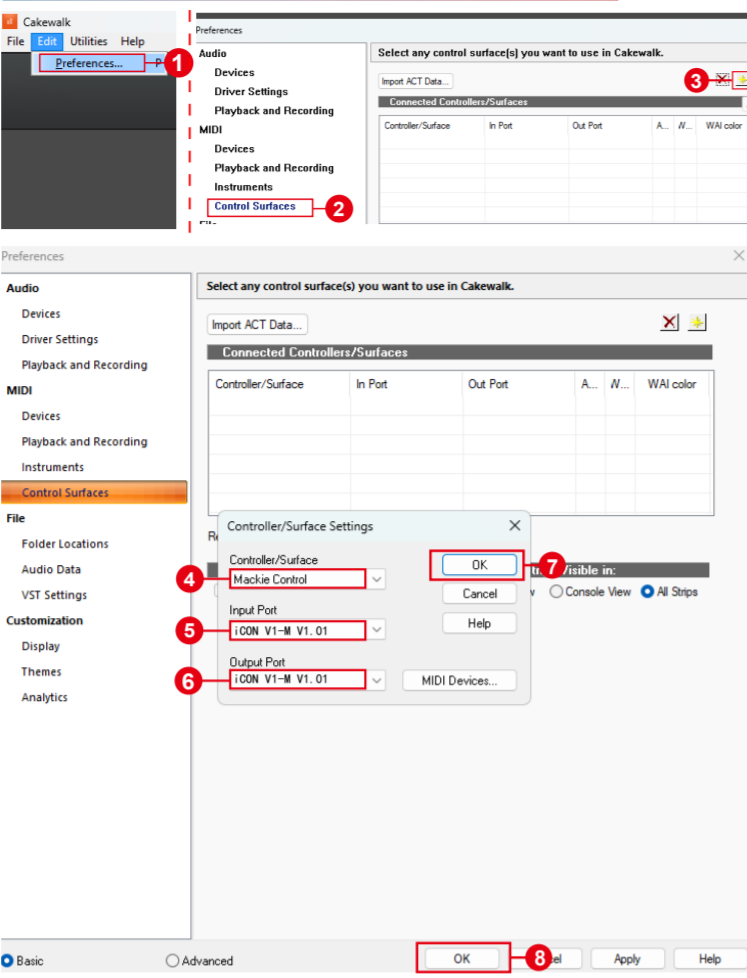 Cakewalk
File Edit Utilities Help
Preferences... P
1
Preferences
Audio
Devices
Driver Settings
Playback and Recording
MIDI
Devices
Playback and Recording
Instruments
Control Surfaces
2
Select any control surface(s) you want to use in Cakewalk.
Import ACT Data...
3
Connected Controllers/Surfaces
Controller/Surface In Port Out Port A... W... WAI color
Preferences
Audio
Devices
Driver Settings
Playback and Recording
MIDI
Devices
Playback and Recording
Instruments
Control Surfaces
File
Folder Locations
Audio Data
VST Settings
Customization
Display
Themes
Analytics
Select any control surface(s) you want to use in Cakewalk.
Import ACT Data...
Connected Controllers/Surfaces
Controller/Surface In Port Out Port A... W... WAI color
Controller/Surface Settings
Controller/Surface
4 Mackie Control
Input Port
5 iCON V1-M V1.01
Output Port
6 iCON V1-M V1.01
OK 7
Cancel
Help
MIDI Devices...
Visible in:
Console View All Strips
Basic Advanced
OK 8 Apply Help